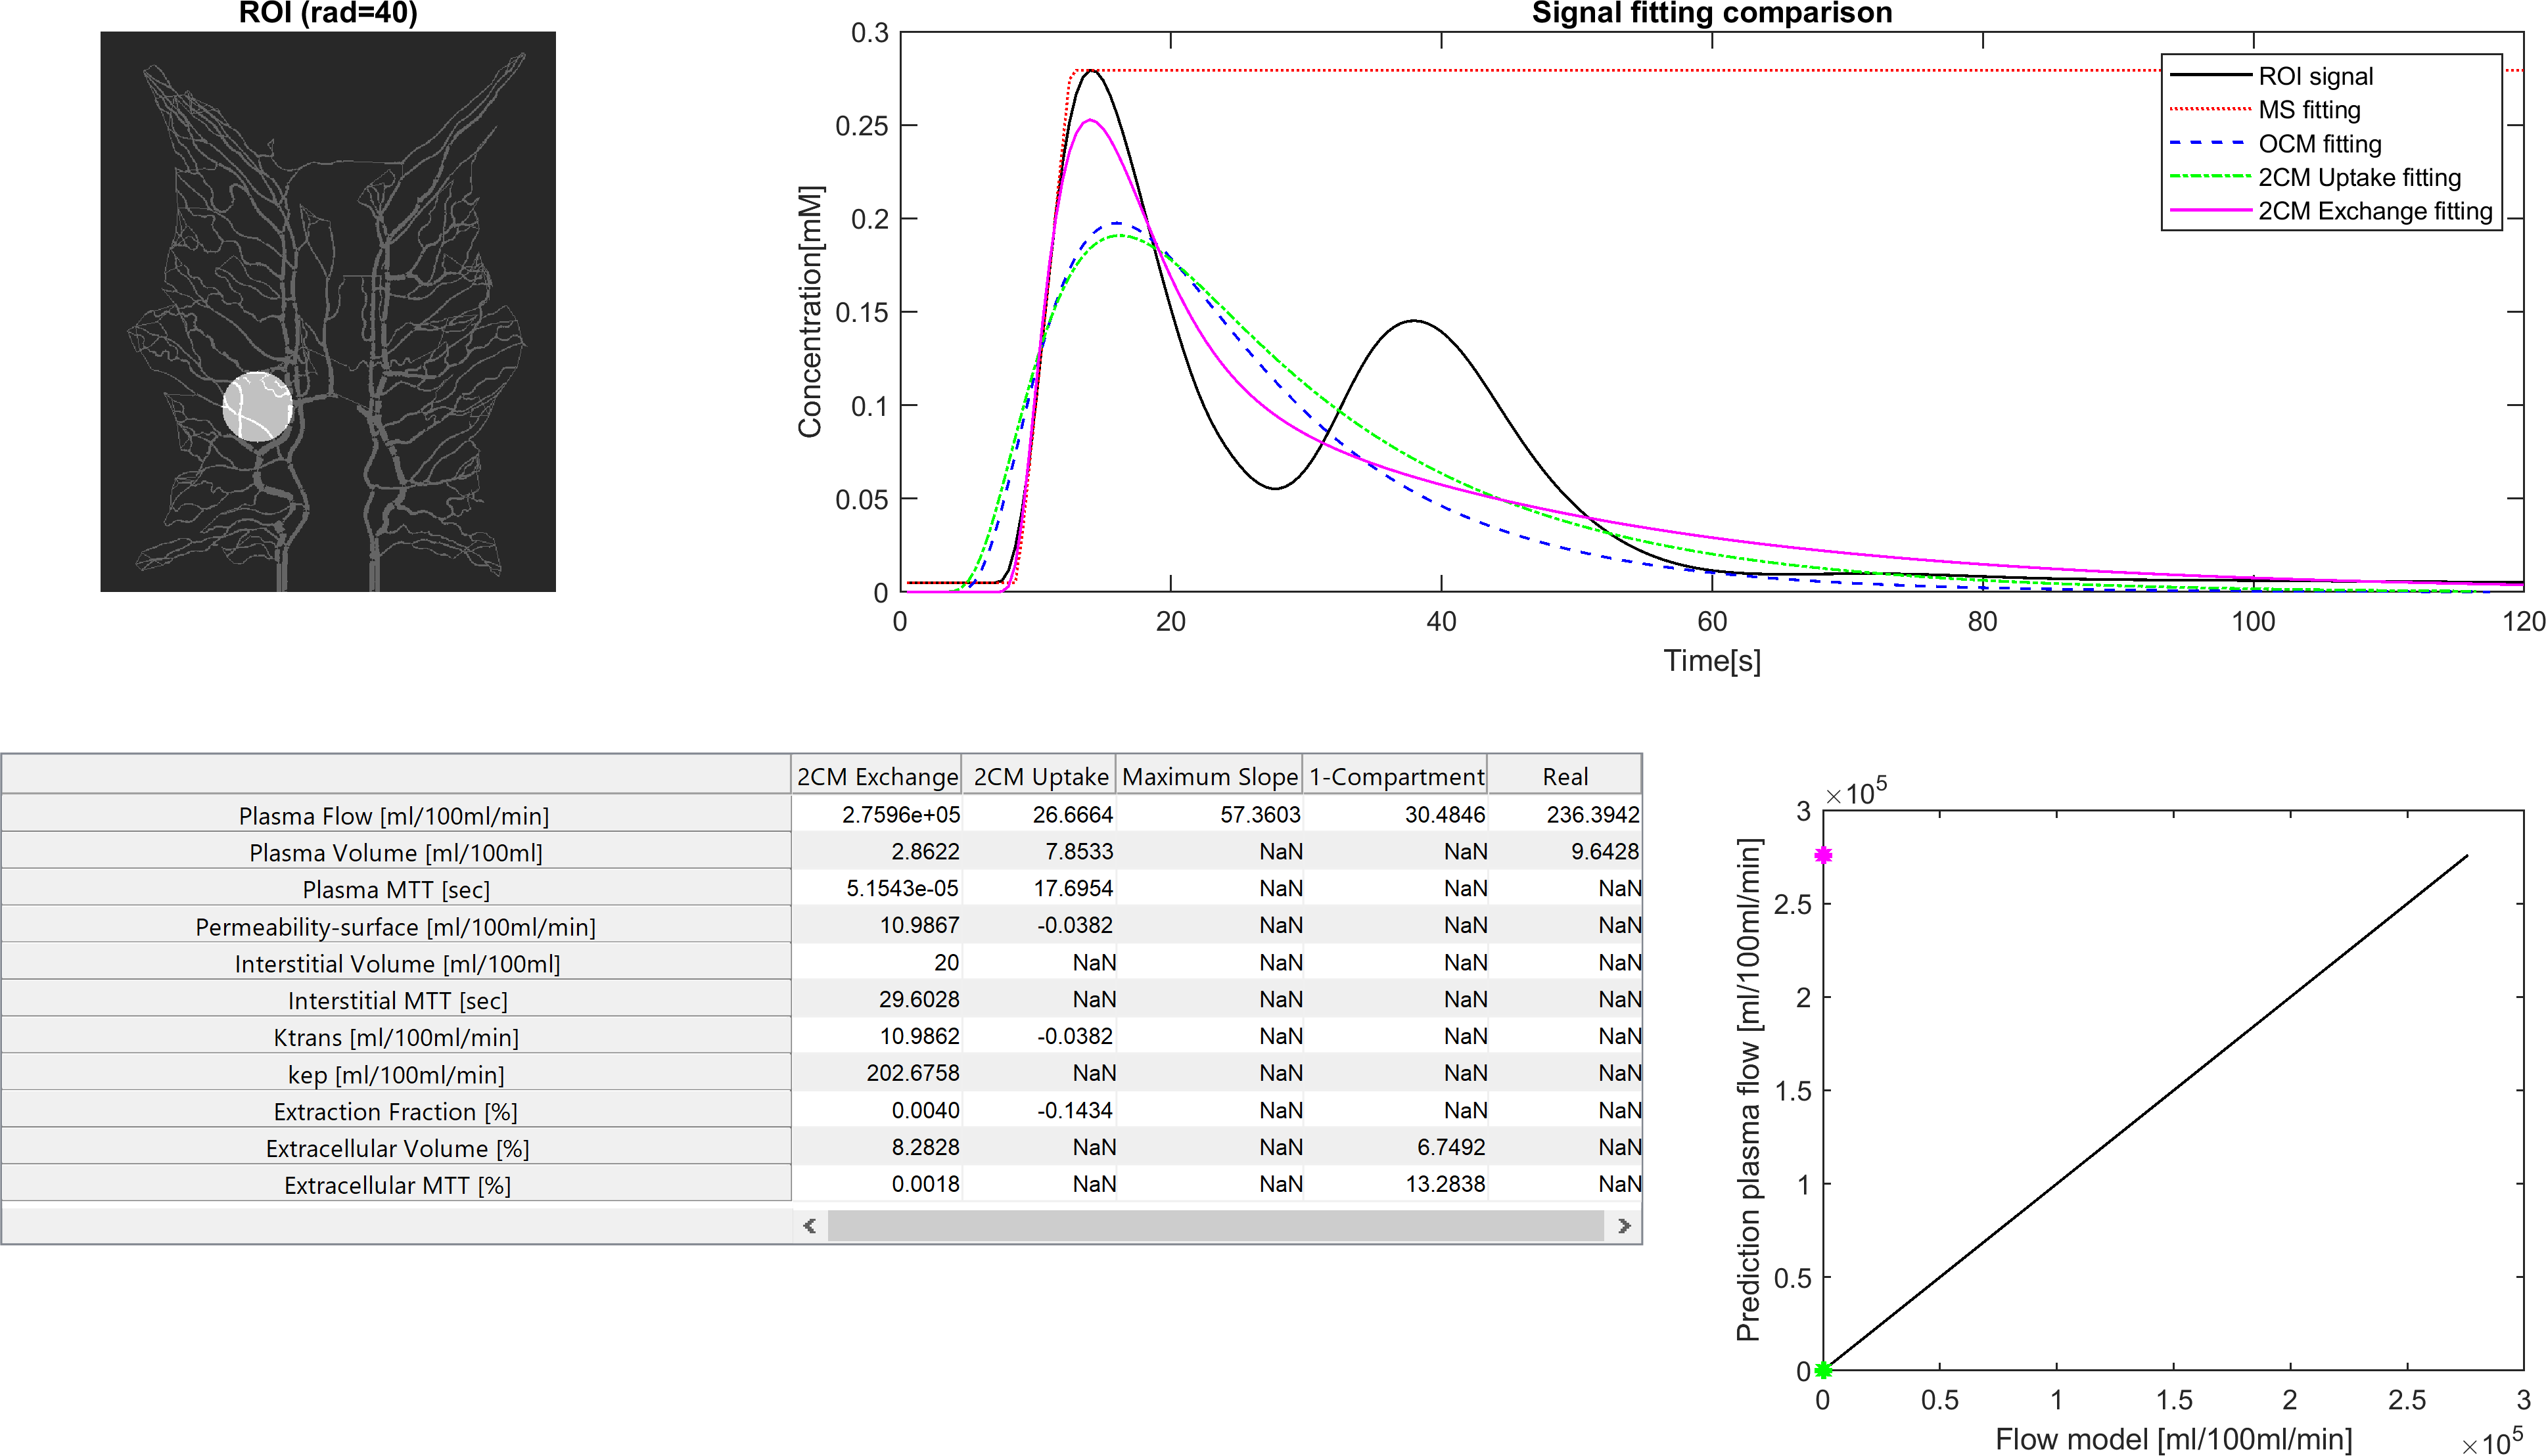 ROI (rad=40)
Signal fitting comparison
0.3
0.25
0.2
0.15
0.1
0.05
0
Concentration[mM]
0 20 40 60 80 100 120
Time[s]
ROI signal
MS fitting
OCM fitting
2CM Uptake fitting
2CM Exchange fitting
2CM Exchange 2CM Uptake Maximum Slope 1-Compartment Real
Plasma Flow [ml/100ml/min] 2.7596e+05 26.6664 57.3603 30.4846 236.3942
Plasma Volume [ml/100ml] 2.8622 7.8533 NaN NaN 9.6428
Plasma MTT [sec] 5.1543e-05 17.6954 NaN NaN NaN
Permeability-surface [ml/100ml/min] 10.9867 -0.0382 NaN NaN NaN
Interstitial Volume [ml/100ml] 20 NaN NaN NaN NaN
Interstitial MTT [sec] 29.6028 NaN NaN NaN NaN
Ktrans [ml/100ml/min] 10.9862 -0.0382 NaN NaN NaN
kep [ml/100ml/min] 202.6758 NaN NaN NaN NaN
Extraction Fraction [%] 0.0040 -0.1434 NaN NaN NaN
Extracellular Volume [%] 8.2828 NaN NaN 6.7492 NaN
Extracellular MTT [%] 0.0018 NaN NaN 13.2838 NaN
×10⁵
3
2.5
2
1.5
1
0.5
0
Prediction plasma flow [ml/100ml/min]
0 0.5 1 1.5 2 2.5 3
Flow model [ml/100ml/min]
×10⁵